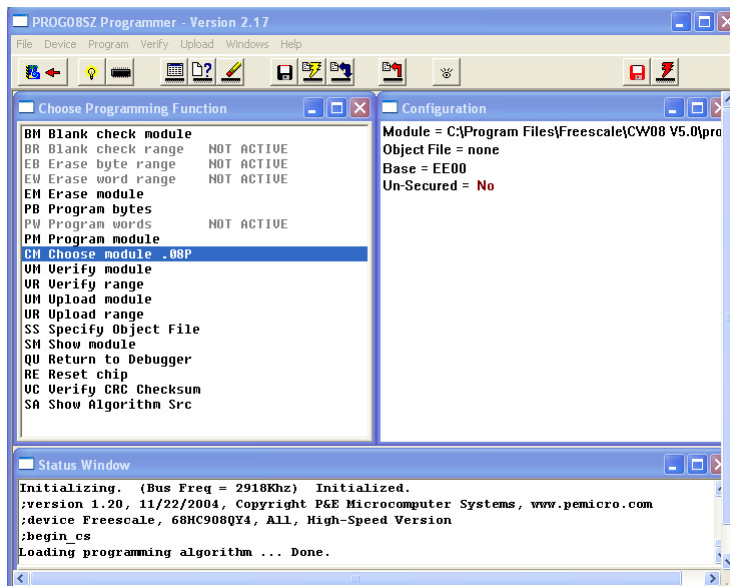 PROG08SZ Programmer - Version 2.17
File Device Program Verify Upload Windows Help
Choose Programming Function
BM Blank check module
BR Blank check range NOT ACTIVE
EB Erase byte range NOT ACTIVE
EW Erase word range NOT ACTIVE
EM Erase module
PB Program bytes
PW Program words NOT ACTIVE
PM Program module
CM Choose module .08P
VM Verify module
VR Verify range
UM Upload module
UR Upload range
SS Specify Object File
SM Show module
QU Return to Debugger
RE Reset chip
VC Verify CRC Checksum
SA Show Algorithm Src
Configuration
Module = C:\Program Files\Freescale\CW08 V5.0\pro
Object File = none
Base = EE00
Un-Secured = No
Status Window
Initializing. (Bus Freq = 2918Khz) Initialized.
;version 1.20, 11/22/2004, Copyright P&E Microcomputer Systems, www.pemicro.com
;device Freescale, 68HC908QY4, All, High-Speed Version
;begin_cs
Loading programming algorithm ... Done.